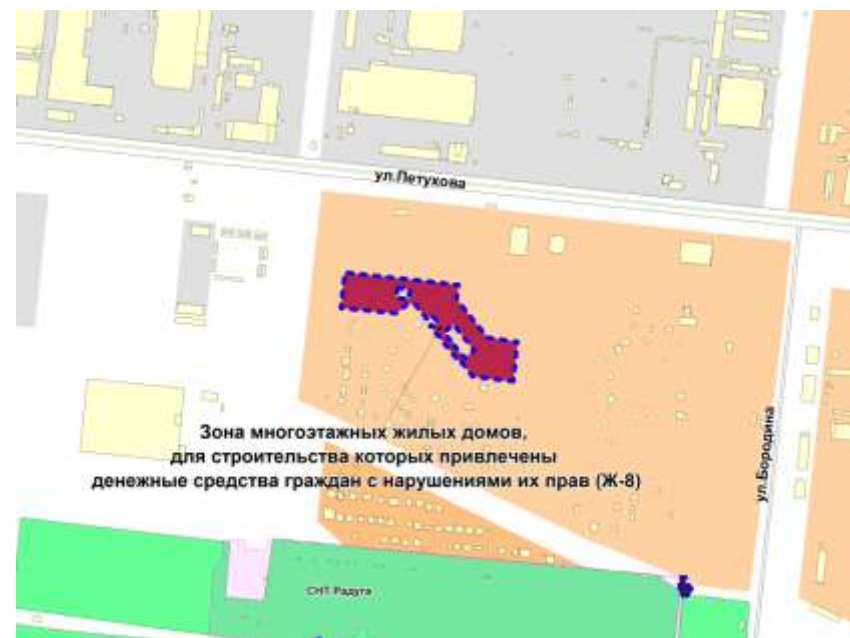 ул.Петухова
Зона многоэтажных жилых домов,
для строительства которых привлечены
денежные средства граждан с нарушениями их прав (Ж-8)
ул.Бородина
СНТ Радуга